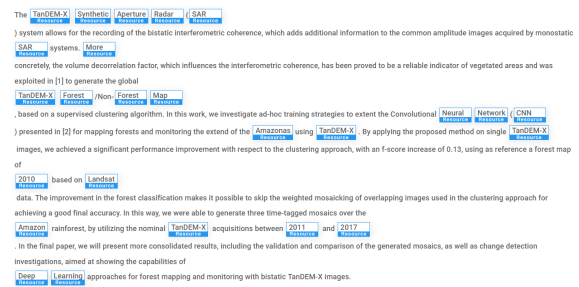 The TanDEM-X Synthetic Aperture Radar ( SAR
Resource Resource Resource Resource Resource
) system allows for the recording of the bistatic interferometric coherence, which adds additional information to the common amplitude images acquired by monostatic
SAR systems. More
Resource Resource
concretely, the volume decorrelation factor, which influences the interferometric coherence, has been proved to be a reliable indicator of vegetated areas and was
exploited in [1] to generate the global
TanDEM-X Forest /Non- Forest Map
Resource Resource Resource Resource
, based on a supervised clustering algorithm. In this work, we investigate ad-hoc training strategies to extent the Convolutional Neural Network ( CNN
Resource Resource Resource
) presented in [2] for mapping forests and monitoring the extend of the Amazonas using TanDEM-X . By applying the proposed method on single TanDEM-X
Resource Resource Resource
images, we achieved a significant performance improvement with respect to the clustering approach, with an f-score increase of 0.13, using as reference a forest map
of
2010 based on Landsat
Resource Resource
data. The improvement in the forest classification makes it possible to skip the weighted mosaicking of overlapping images used in the clustering approach for
achieving a good final accuracy. In this way, we were able to generate three time-tagged mosaics over the
Amazon rainforest, by utilizing the nominal TanDEM-X acquisitions between 2011 and 2017
Resource Resource Resource Resource
. In the final paper, we will present more consolidated results, including the validation and comparison of the generated mosaics, as well as change detection
investigations, aimed at showing the capabilities of
Deep Learning approaches for forest mapping and monitoring with bistatic TanDEM-X images.
Resource Resource